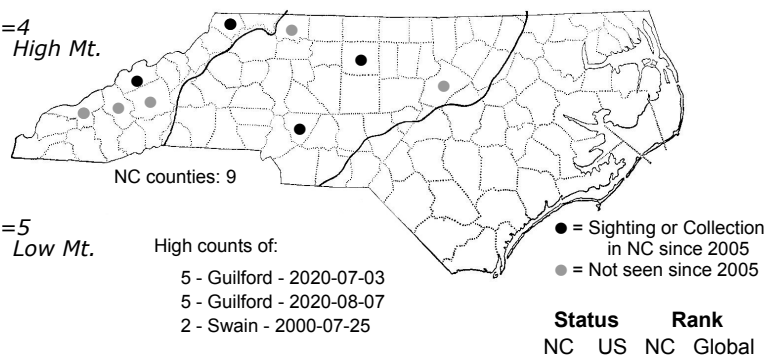 =4
High Mt.
NC counties: 9
=5
Low Mt.
High counts of:
5 - Guilford - 2020-07-03
5 - Guilford - 2020-08-07
2 - Swain - 2000-07-25
● = Sighting or Collection
in NC since 2005
● = Not seen since 2005
Status Rank
NC US NC Global